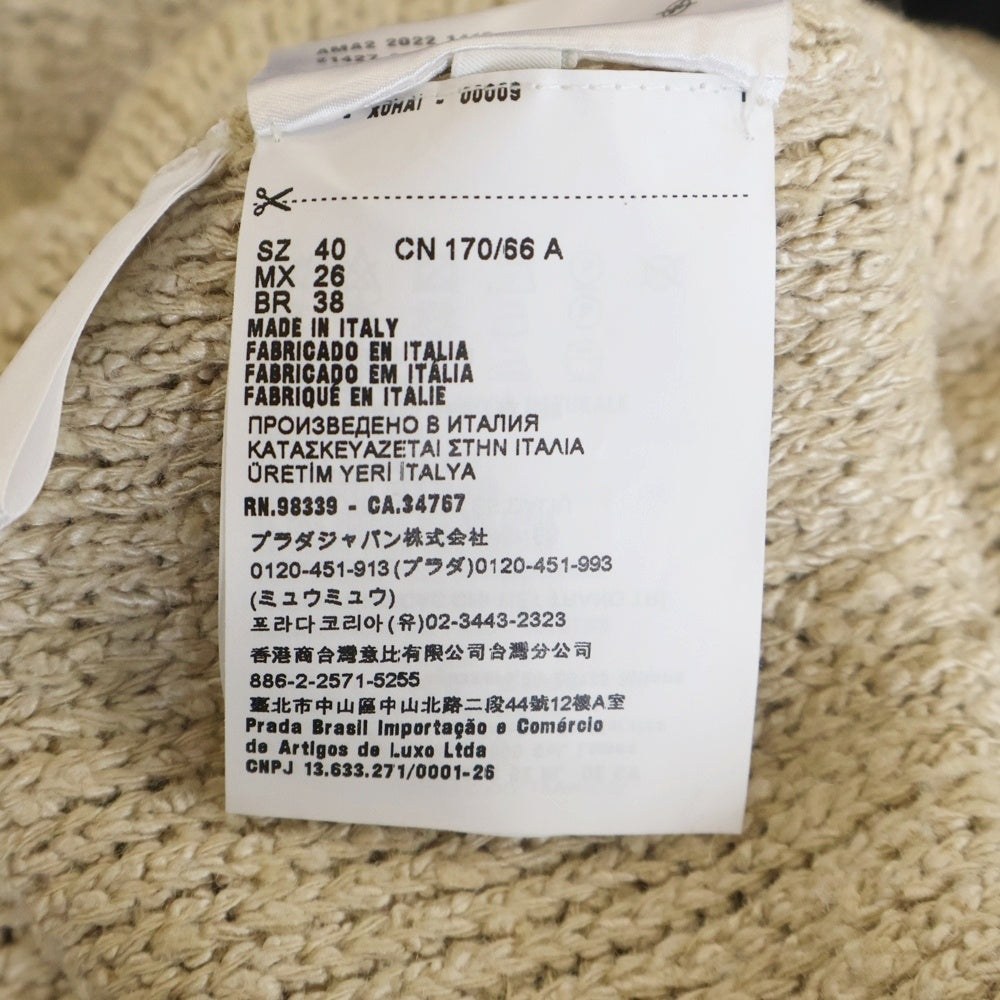 AMA2 2022
21427
- XDHAI - 00009
SZ 40 CN 170/66 A
MX 26
BR 38
MADE IN ITALY
FABRICADO EN ITALIA
FABRICADO EM ITÁLIA
FABRIQUÉ EN ITALIE
ПРОИЗВЕДЕНО В ИТАЛИЯ
ΚΑΤΑΣΚΕΥΑΖΕΤΑΙ ΣΤΗΝ ΙΤΑΛΙΑ
ÜRETİM YERİ İTALYA
RN.98339 - CA.34767
プラダジャパン株式会社
0120-451-913(プラダ)0120-451-993
(ミュウミュウ)
프라다코리아(유)02-3443-2323
香港商台灣意比有限公司台灣分公司
886-2-2571-5255
臺北市中山區中山北路二段44號12樓A室
Prada Brasil Importação e Comércio
de Artigos de Luxo Ltda
CNPJ 13.633.271/0001-26